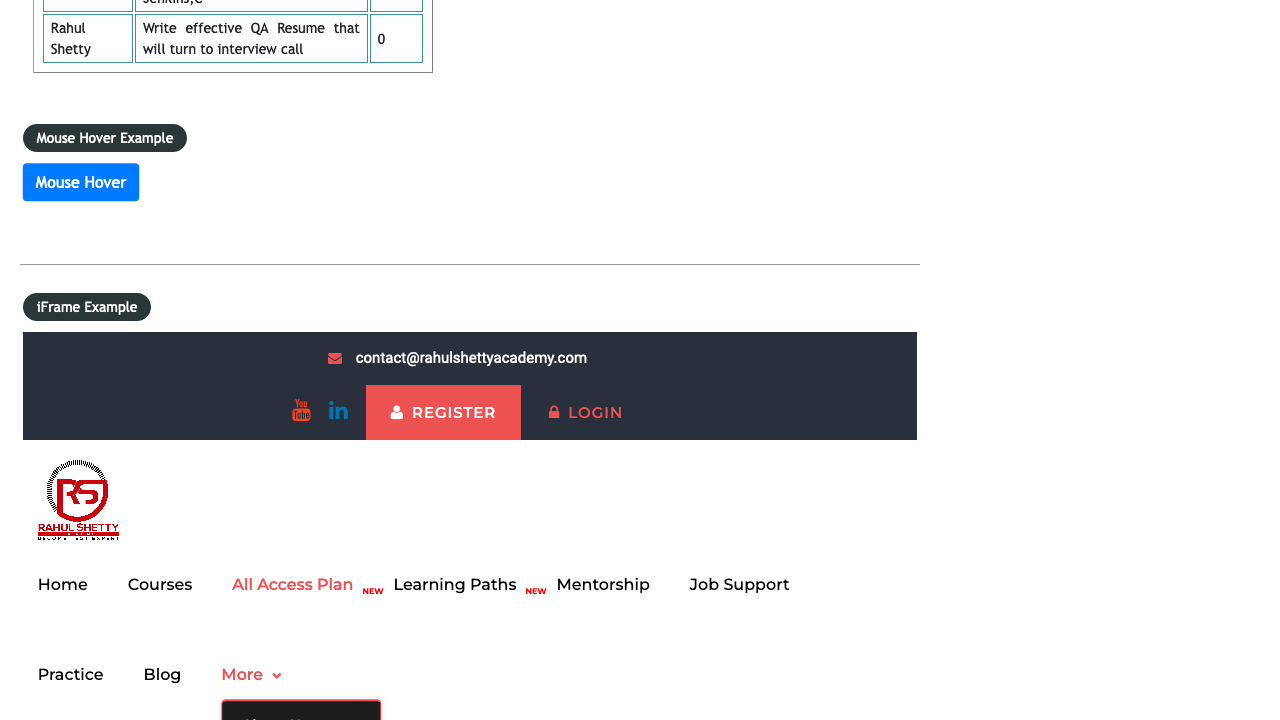 Rahul Shetty
Write effective QA Resume that will turn to interview call
0
Mouse Hover Example
Mouse Hover
iFrame Example
contact@rahulshettyacademy.com
You
Tube
in
REGISTER
LOGIN
RS
RAHUL SHETTY
Home
Courses
All Access Plan
NEW
Learning Paths
NEW
Mentorship
Job Support
Practice
Blog
More